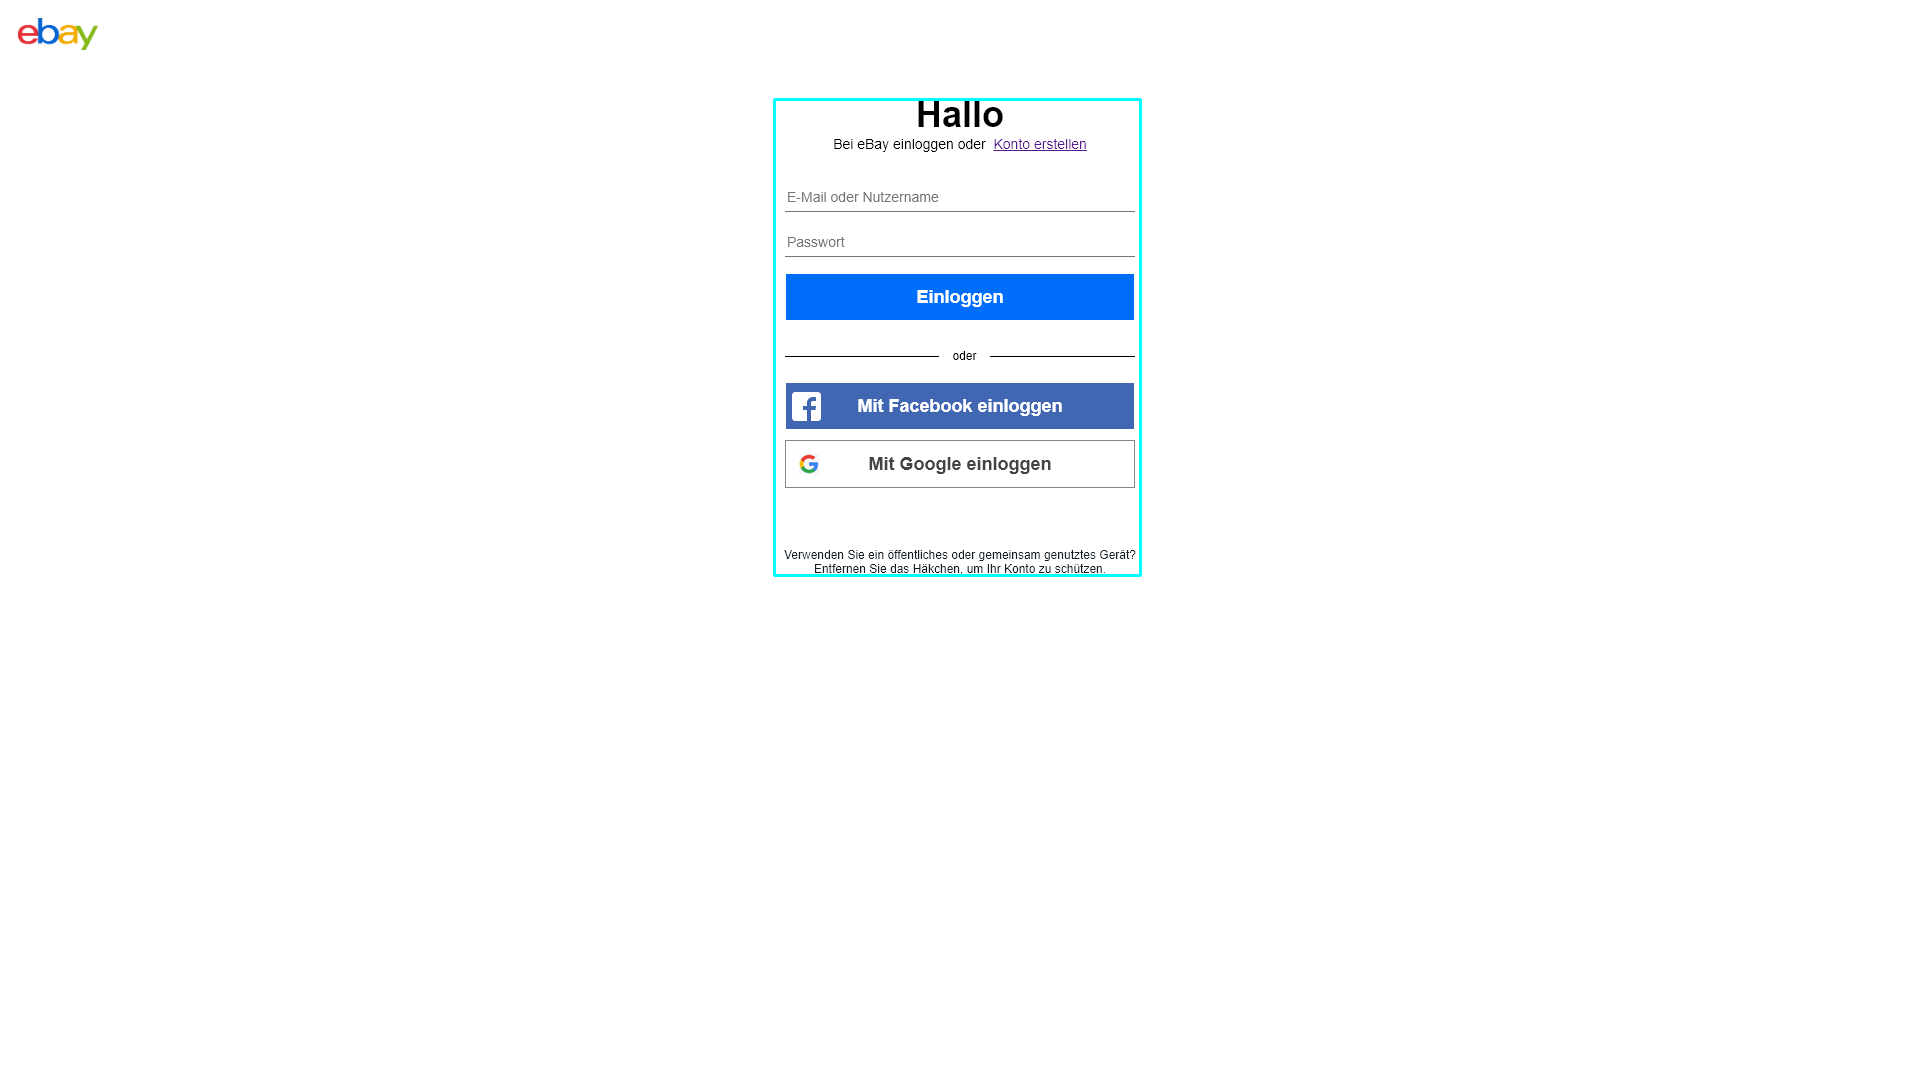 ebay
Hallo
Bei eBay einloggen oder Konto erstellen
E-Mail oder Nutzername
Passwort
Einloggen
oder
Mit Facebook einloggen
Mit Google einloggen
Verwenden Sie ein öffentliches oder gemeinsam genutztes Gerät?
Entfernen Sie das Häkchen, um Ihr Konto zu schützen.